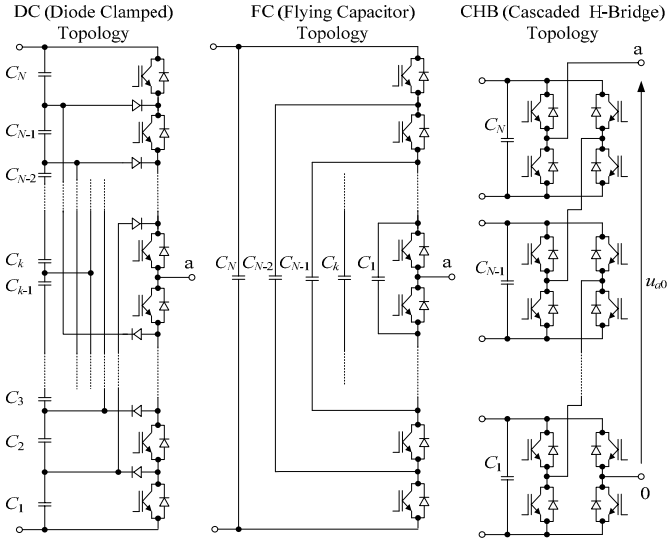 DC (Diode Clamped)
Topology
C_N
C_N-1
C_N-2
C_k
C_k-1
C_3
C_2
C_1
a
FC (Flying Capacitor)
Topology
C_N C_N-2 C_N-1 C_k C_1
a
CHB (Cascaded H-Bridge)
Topology
a
C_N
C_N-1
C_1
u_a0
0